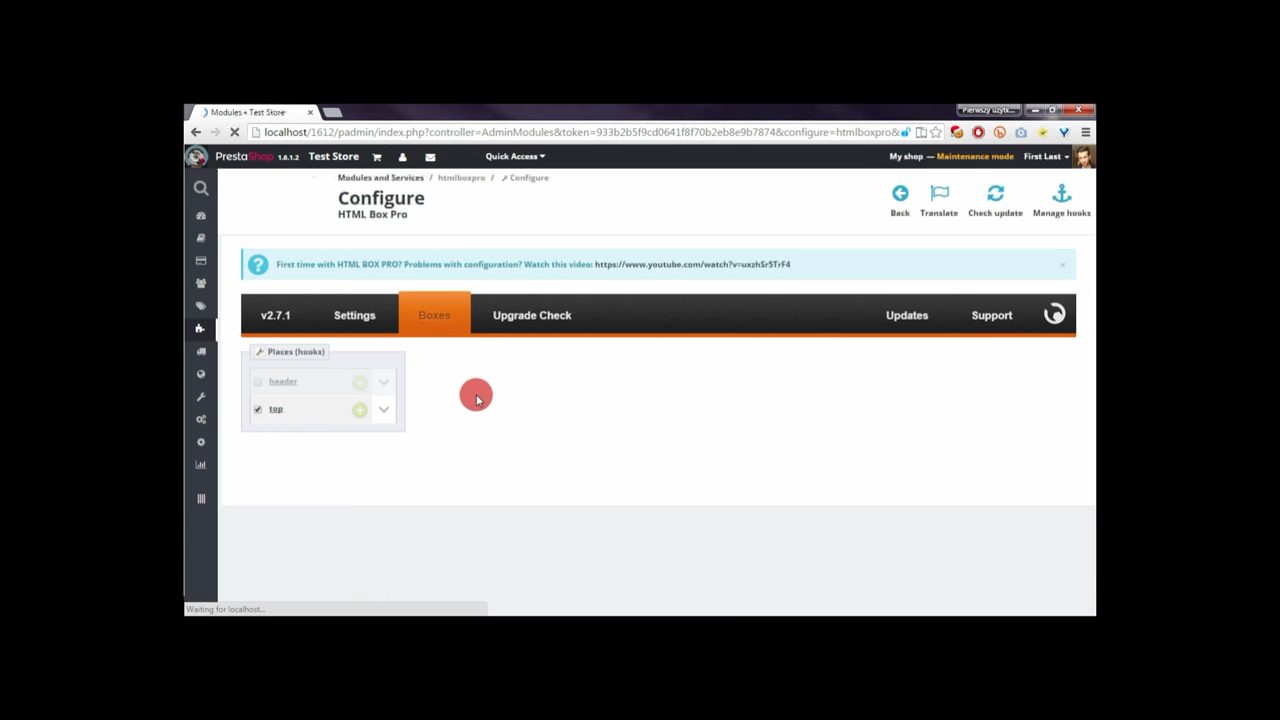 Modules • Test Store
Pierwszy użytk...
localhost/1612/padmin/index.php?controller=AdminModules&token=933b2b5f9cd0641f8f70b2eb8e9b7874&configure=htmlboxpro&
PrestaShop 1.6.1.2 Test Store Quick Access My shop — Maintenance mode First Last
Modules and Services / htmlboxpro / Configure
Configure
HTML Box Pro
Back Translate Check update Manage hooks
First time with HTML BOX PRO? Problems with configuration? Watch this video: https://www.youtube.com/watch?v=uxzhSr5TrF4
v2.7.1 Settings Boxes Upgrade Check Updates Support
Places (hooks)
header
top
Waiting for localhost...